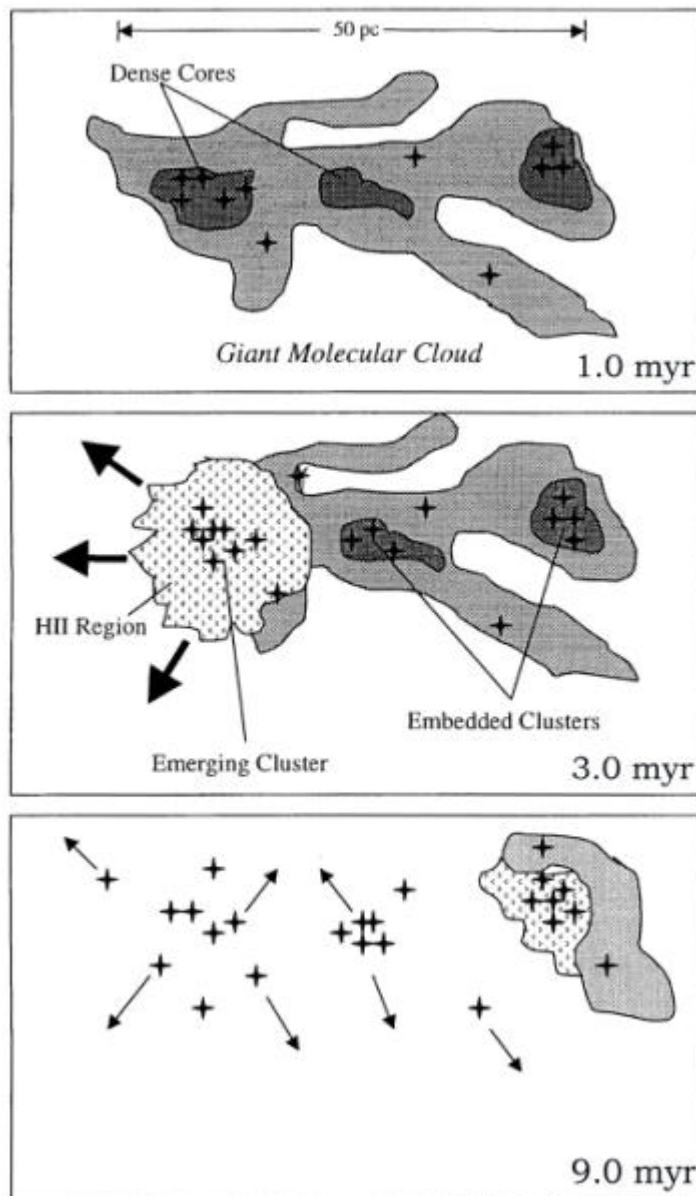 50 pc
Dense Cores
Giant Molecular Cloud
1.0 myr
HII Region
Emerging Cluster
Embedded Clusters
3.0 myr
9.0 myr